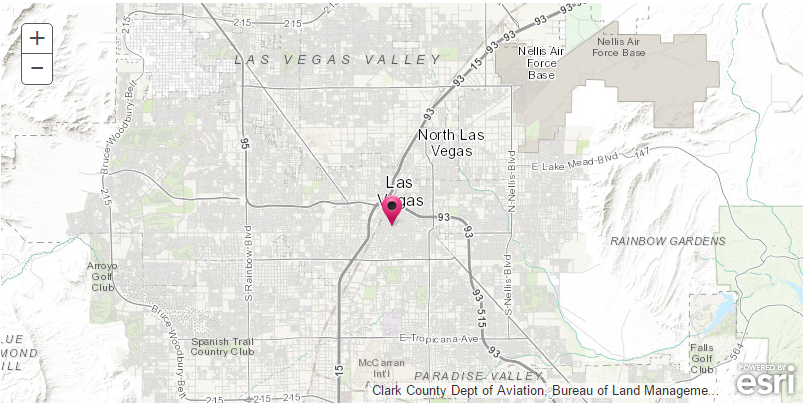 +
−
215
215
93
93
Nellis Air
Force Base
Nellis Air
Force
Base
LAS VEGAS VALLEY
15
93
93
Bruce-Woodbury-Belt
95
North Las
Vegas
E Lake Mead-Blvd
147
N-Nellis-Blvd
Las
Vegas
215
93
93
S-Rainbow-Blvd
RAINBOW GARDENS
Arroyo
Golf
Club
S-Nellis-Blvd
93-515
Bruce-Woodbury-Belt
Spanish Trail
Country Club
E-Tropicana-Ave
93
564
Falls
Golf
Club
15
McCarran
Int'l
PARADISE VALLEY
Clark County Dept of Aviation, Bureau of Land Manageme...
POWERED BY
esri